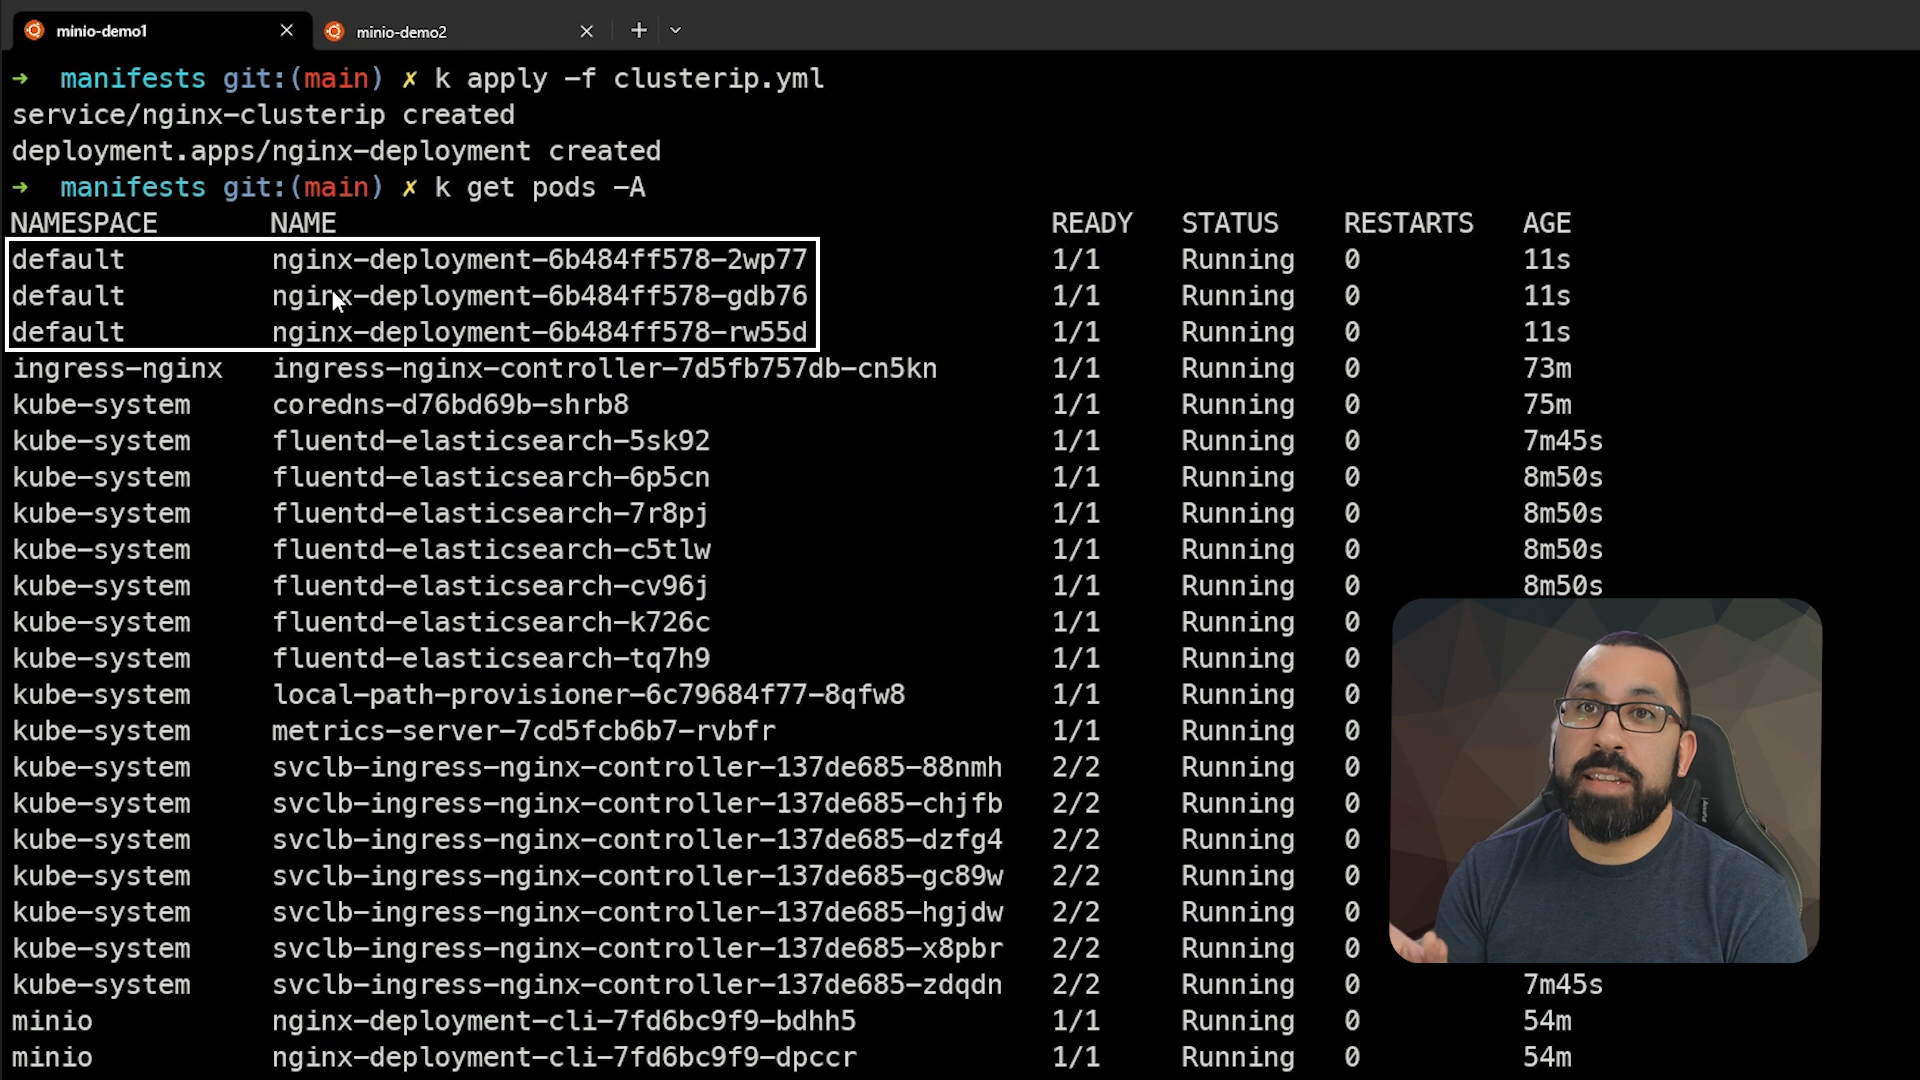 minio-demo1
minio-demo2
➜ manifests git:(main) ✗ k apply -f clusterip.yml
service/nginx-clusterip created
deployment.apps/nginx-deployment created
➜ manifests git:(main) ✗ k get pods -A
NAMESPACE NAME READY STATUS RESTARTS AGE
default nginx-deployment-6b484ff578-2wp77 1/1 Running 0 11s
default nginx-deployment-6b484ff578-gdb76 1/1 Running 0 11s
default nginx-deployment-6b484ff578-rw55d 1/1 Running 0 11s
ingress-nginx ingress-nginx-controller-7d5fb757db-cn5kn 1/1 Running 0 73m
kube-system coredns-d76bd69b-shrb8 1/1 Running 0 75m
kube-system fluentd-elasticsearch-5sk92 1/1 Running 0 7m45s
kube-system fluentd-elasticsearch-6p5cn 1/1 Running 0 8m50s
kube-system fluentd-elasticsearch-7r8pj 1/1 Running 0 8m50s
kube-system fluentd-elasticsearch-c5tlw 1/1 Running 0 8m50s
kube-system fluentd-elasticsearch-cv96j 1/1 Running 0 8m50s
kube-system fluentd-elasticsearch-k726c 1/1 Running 0
kube-system fluentd-elasticsearch-tq7h9 1/1 Running 0
kube-system local-path-provisioner-6c79684f77-8qfw8 1/1 Running 0
kube-system metrics-server-7cd5fcb6b7-rvbfr 1/1 Running 0
kube-system svclb-ingress-nginx-controller-137de685-88nmh 2/2 Running 0
kube-system svclb-ingress-nginx-controller-137de685-chjfb 2/2 Running 0
kube-system svclb-ingress-nginx-controller-137de685-dzfg4 2/2 Running 0
kube-system svclb-ingress-nginx-controller-137de685-gc89w 2/2 Running 0
kube-system svclb-ingress-nginx-controller-137de685-hgjdw 2/2 Running 0
kube-system svclb-ingress-nginx-controller-137de685-x8pbr 2/2 Running 0
kube-system svclb-ingress-nginx-controller-137de685-zdqdn 2/2 Running 0 7m45s
minio nginx-deployment-cli-7fd6bc9f9-bdhh5 1/1 Running 0 54m
minio nginx-deployment-cli-7fd6bc9f9-dpccr 1/1 Running 0 54m